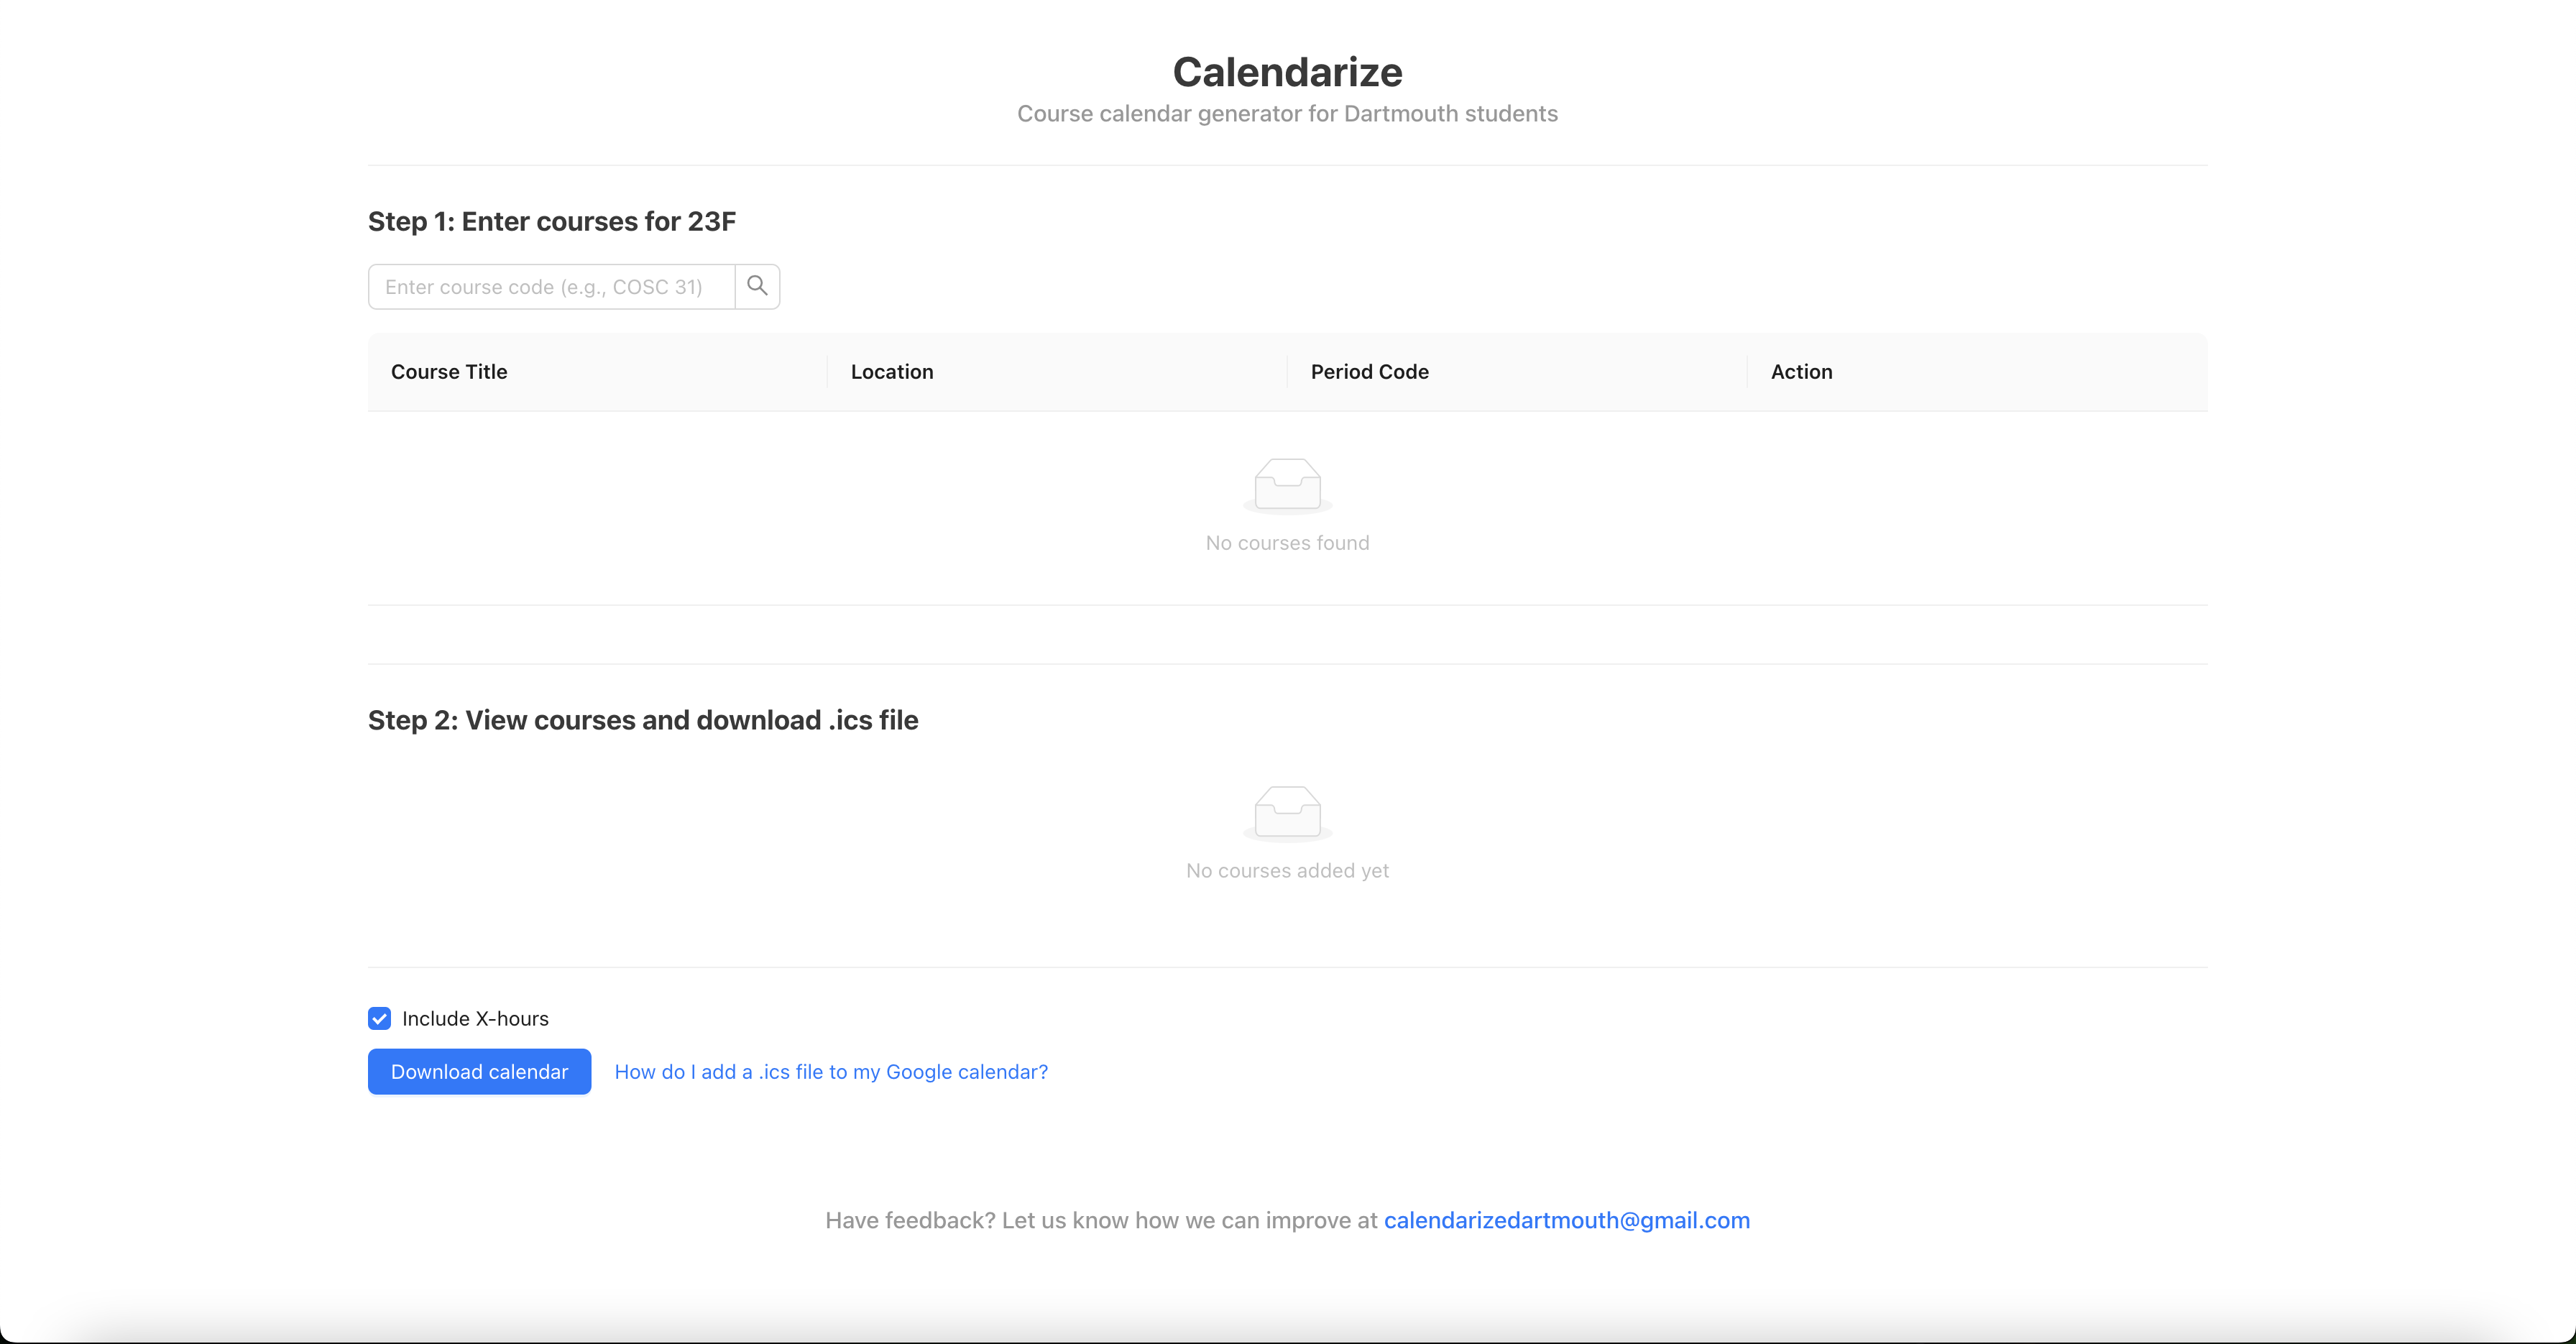 Calendarize
Course calendar generator for Dartmouth students
Step 1: Enter courses for 23F
Enter course code (e.g., COSC 31)
Course Title Location Period Code Action
No courses found
Step 2: View courses and download .ics file
No courses added yet
Include X-hours
Download calendar How do I add a .ics file to my Google calendar?
Have feedback? Let us know how we can improve at calendarizedartmouth@gmail.com